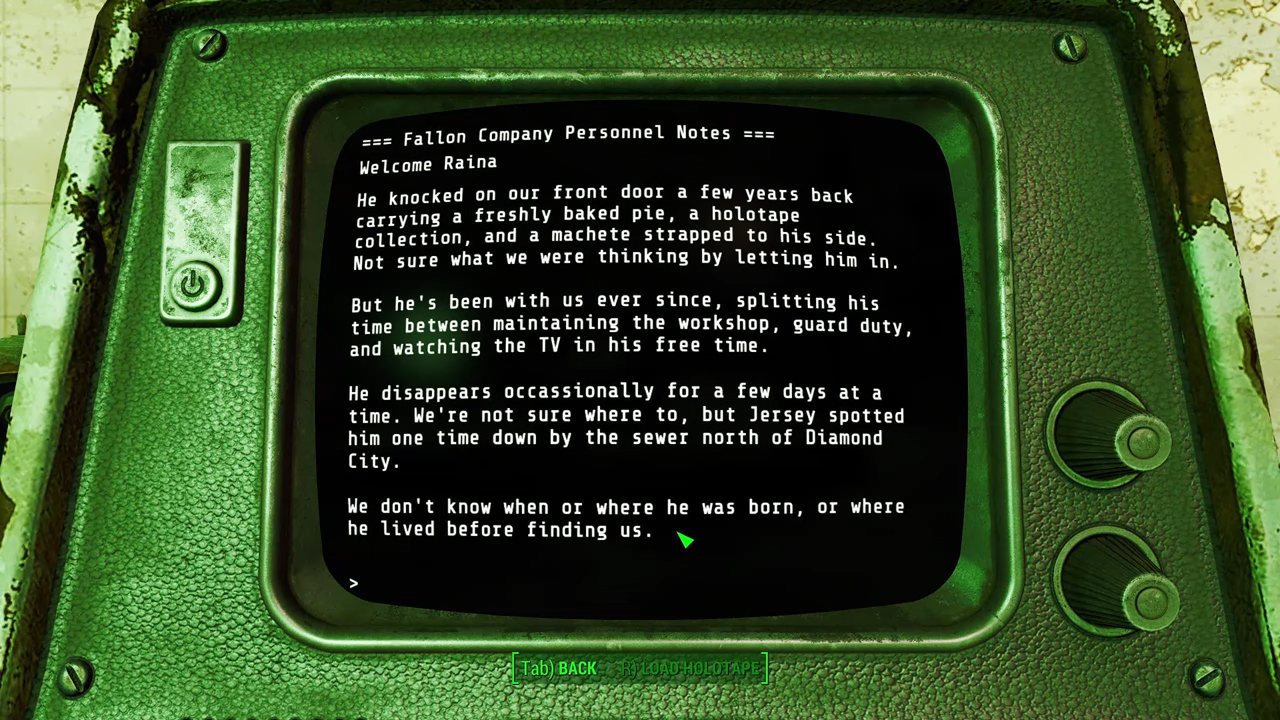 === Fallon Company Personnel Notes ===
Welcome Raina
He knocked on our front door a few years back
carrying a freshly baked pie, a holotape
collection, and a machete strapped to his side.
Not sure what we were thinking by letting him in.
But he's been with us ever since, splitting his
time between maintaining the workshop, guard duty,
and watching the TV in his free time.
He disappears occassionally for a few days at a
time. We're not sure where to, but Jersey spotted
him one time down by the sewer north of Diamond
City.
We don't know when or where he was born, or where
he lived before finding us.
>
Tab) BACK R) LOAD HOLOTAPE